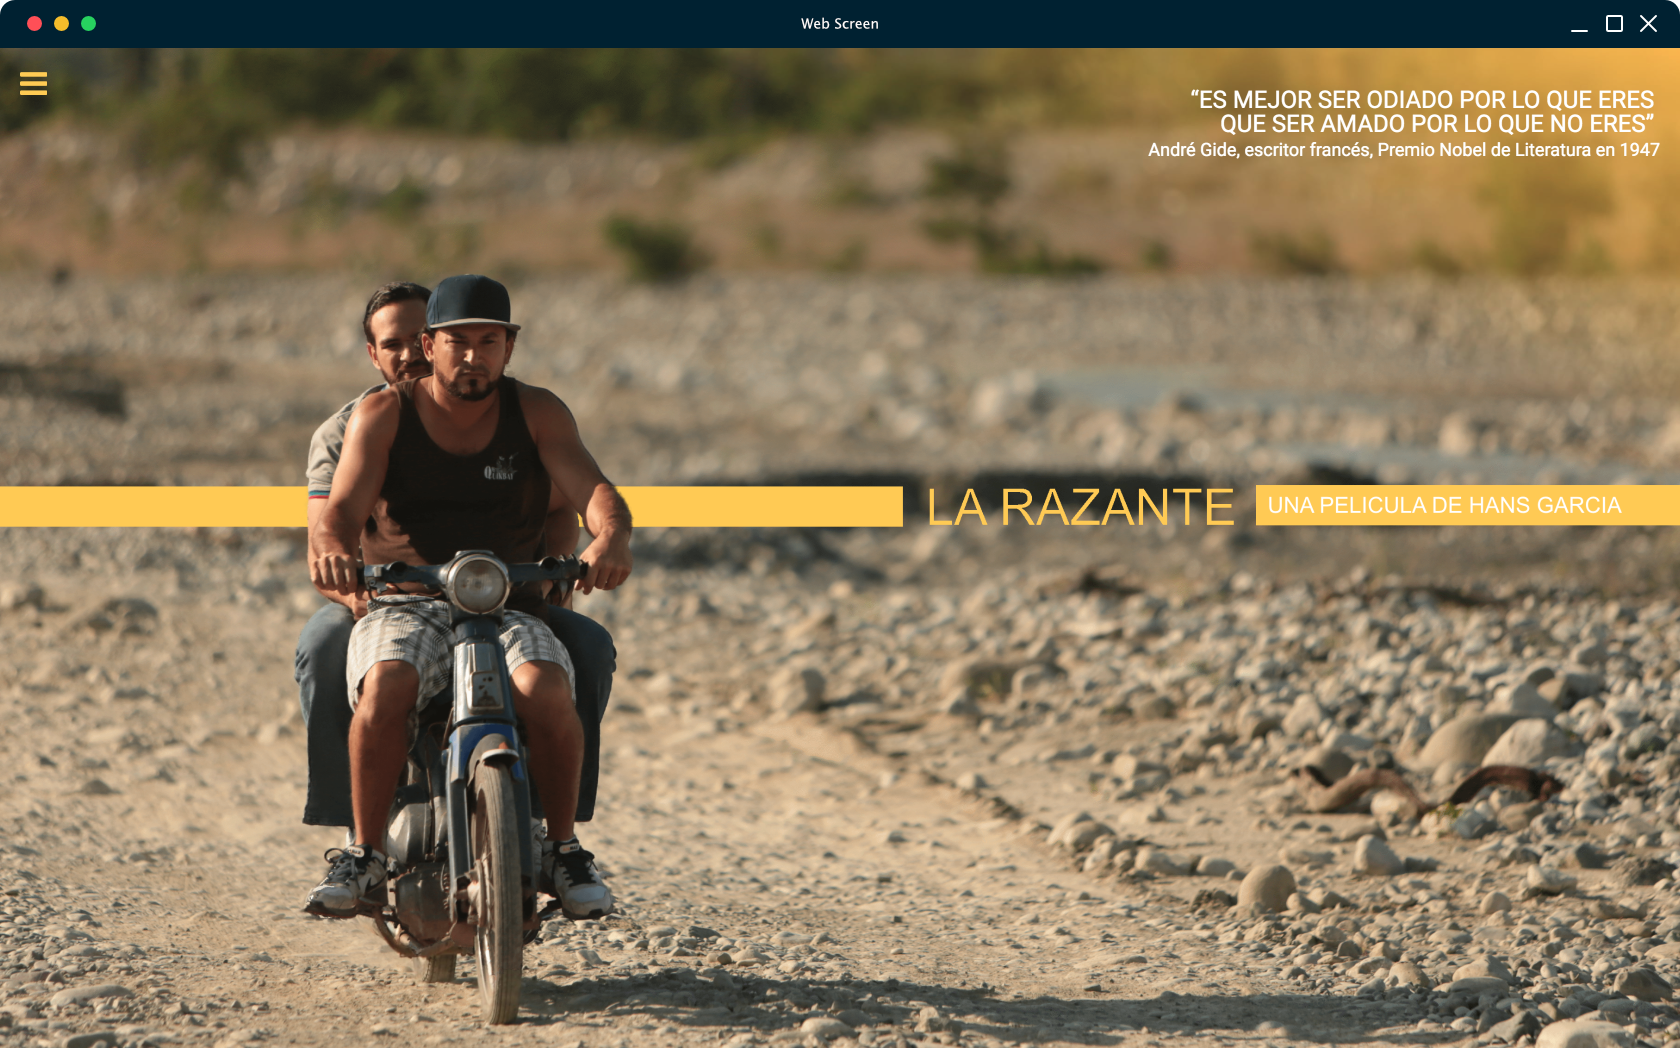 Web Screen
“ES MEJOR SER ODIADO POR LO QUE ERES
QUE SER AMADO POR LO QUE NO ERES”
André Gide, escritor francés, Premio Nobel de Literatura en 1947
LA RAZANTE
UNA PELICULA DE HANS GARCIA